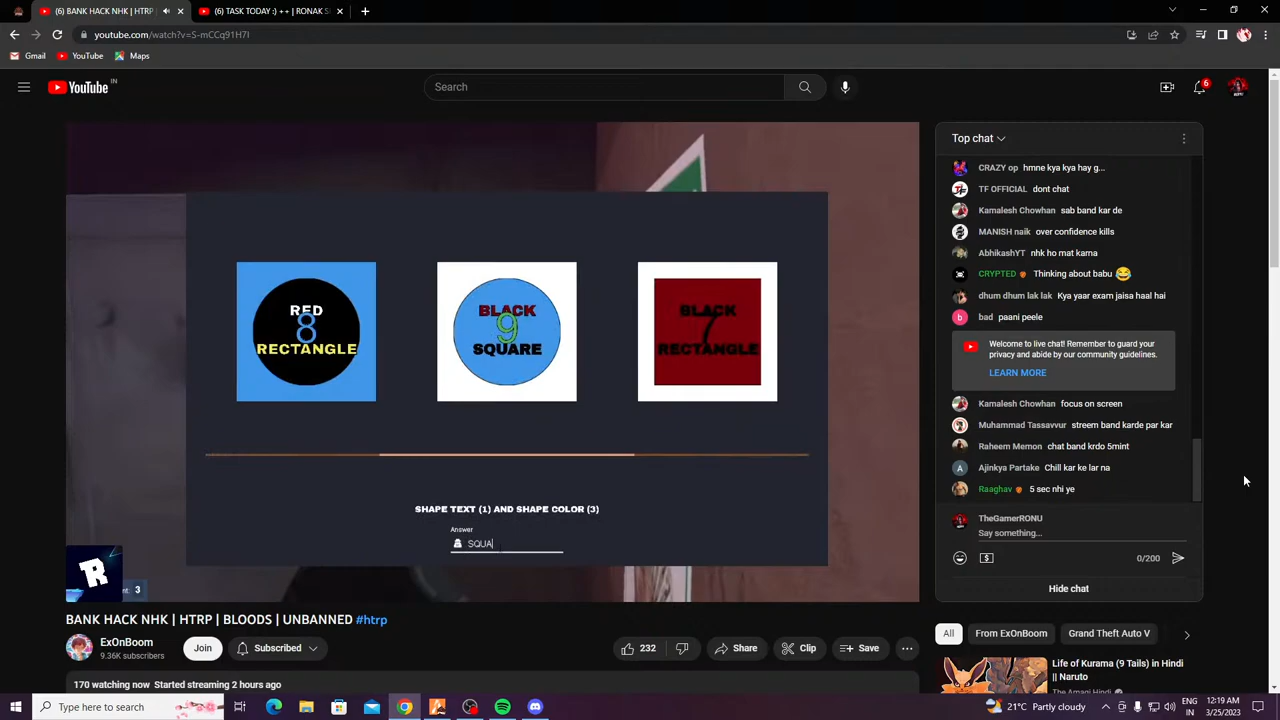 (6) BANK HACK NHK | HTRP |
(6) TASK TODAY :) ++ | RONAK S
youtube.com/watch?v=S-mCCq91H7I
Gmail
YouTube
Maps
YouTube IN
Search
6
RED
8
RECTANGLE
BLACK
9
SQUARE
BLACK
7
RECTANGLE
SHAPE TEXT (1) AND SHAPE COLOR (3)
Answer
SQUA
R
3
Top chat
CRAZY op hmne kya kya hay g...
TF OFFICIAL dont chat
Kamalesh Chowhan sab band kar de
MANISH naik over confidence kills
AbhikashYT nhk ho mat karna
CRYPTED Thinking about babu 😂
dhum dhum lak lak Kya yaar exam jaisa haal hai
b
bad paani peele
Welcome to live chat! Remember to guard your
privacy and abide by our community guidelines.
LEARN MORE
Kamalesh Chowhan focus on screen
Muhammad Tassavvur streem band karde par kar
Raheem Memon chat band krdo 5mint
A
Ajinkya Partake Chill kar ke lar na
Raaghav 5 sec nhi ye
TheGamerRONU
Say something...
0/200
Hide chat
BANK HACK NHK | HTRP | BLOODS | UNBANNED #htrp
ExOnBoom
9.36K subscribers
Join
Subscribed
232
Share
Clip
Save
170 watching now Started streaming 2 hours ago
All
From ExOnBoom
Grand Theft Auto V
Life of Kurama (9 Tails) in Hindi
|| Naruto
The Amani Hindi
Type here to search
21°C Partly cloudy
ENG
IN
12:19 AM
3/25/2023